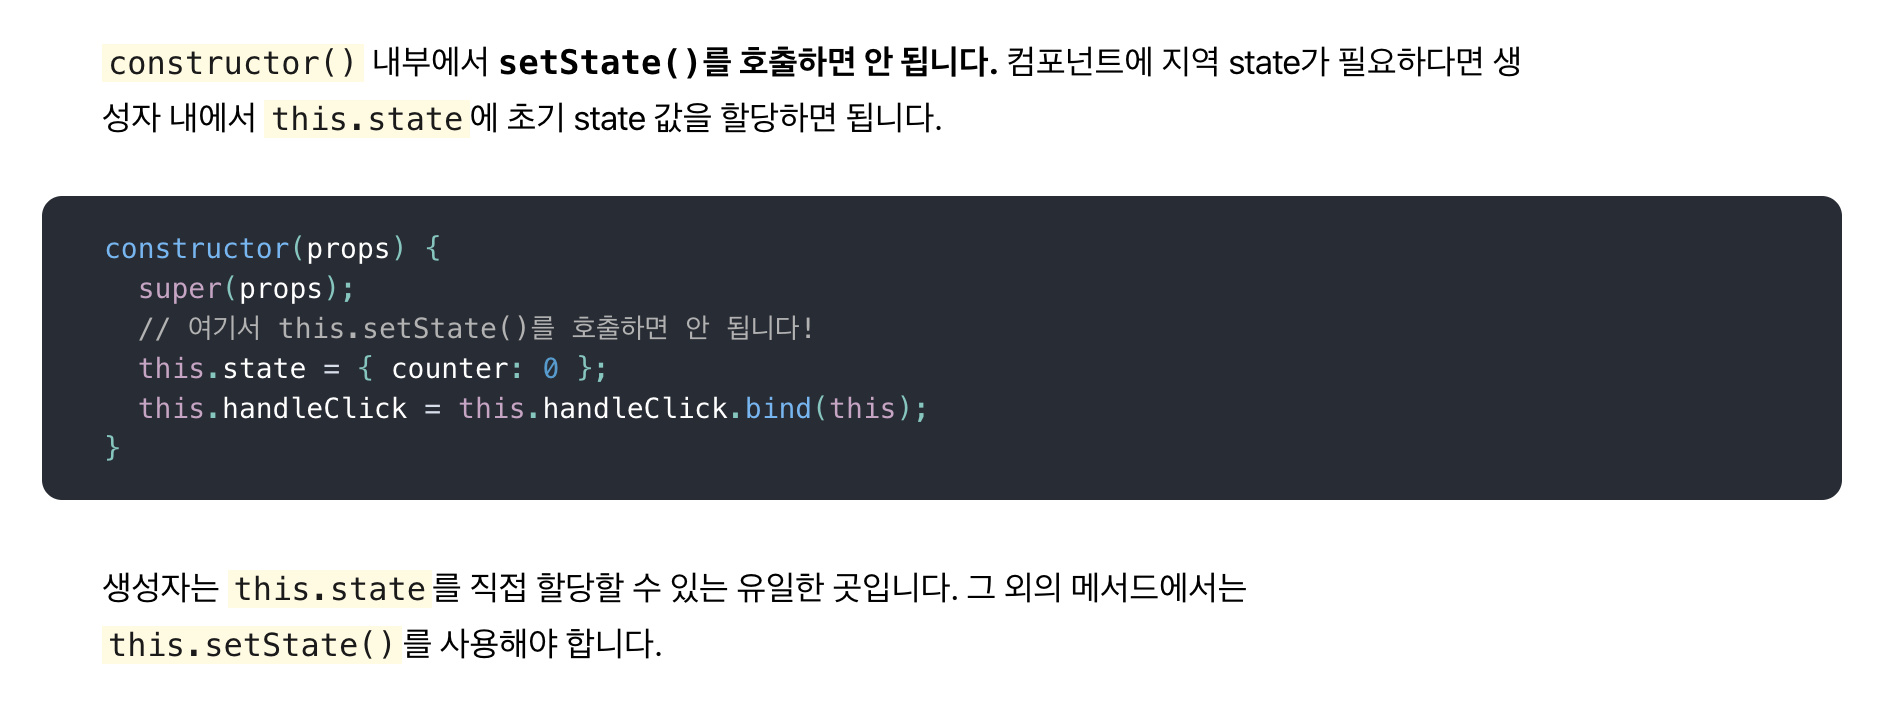 constructor() 내부에서 setState()를 호출하면 안 됩니다. 컴포넌트에 지역 state가 필요하다면 생
성자 내에서 this.state에 초기 state 값을 할당하면 됩니다.
constructor(props) {
  super(props);
  // 여기서 this.setState()를 호출하면 안 됩니다!
  this.state = { counter: 0 };
  this.handleClick = this.handleClick.bind(this);
}
생성자는 this.state를 직접 할당할 수 있는 유일한 곳입니다. 그 외의 메서드에서는
this.setState()를 사용해야 합니다.